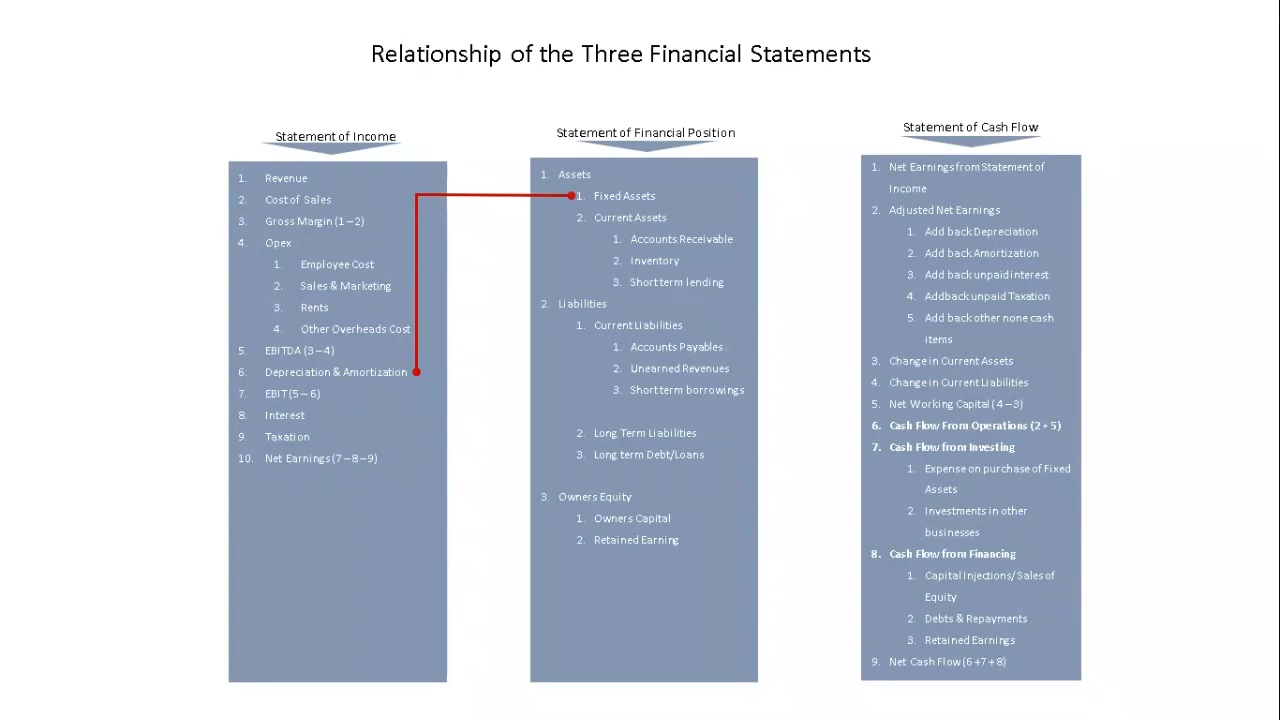 Relationship of the Three Financial Statements
Statement of Income
1. Revenue
2. Cost of Sales
3. Gross Margin (1 – 2)
4. Opex
1. Employee Cost
2. Sales & Marketing
3. Rents
4. Other Overheads Cost
5. EBITDA (3 – 4)
6. Depreciation & Amortization
7. EBIT (5 – 6)
8. Interest
9. Taxation
10. Net Earnings (7 – 8 – 9)
Statement of Financial Position
1. Assets
1. Fixed Assets
2. Current Assets
1. Accounts Receivable
2. Inventory
3. Short term lending
2. Liabilities
1. Current Liabilities
1. Accounts Payables
2. Unearned Revenues
3. Short term borrowings
2. Long Term Liabilities
3. Long term Debt/Loans
3. Owners Equity
1. Owners Capital
2. Retained Earning
Statement of Cash Flow
1. Net Earnings from Statement of
Income
2. Adjusted Net Earnings
1. Add back Depreciation
2. Add back Amortization
3. Add back unpaid interest
4. Addback unpaid Taxation
5. Add back other none cash
items
3. Change in Current Assets
4. Change in Current Liabilities
5. Net Working Capital ( 4 – 3)
6. Cash Flow From Operations (2 + 5)
7. Cash Flow from Investing
1. Expense on purchase of Fixed
Assets
2. Investments in other
businesses
8. Cash Flow from Financing
1. Capital Injections/ Sales of
Equity
2. Debts & Repayments
3. Retained Earnings
9. Net Cash Flow (6 +7 + 8)